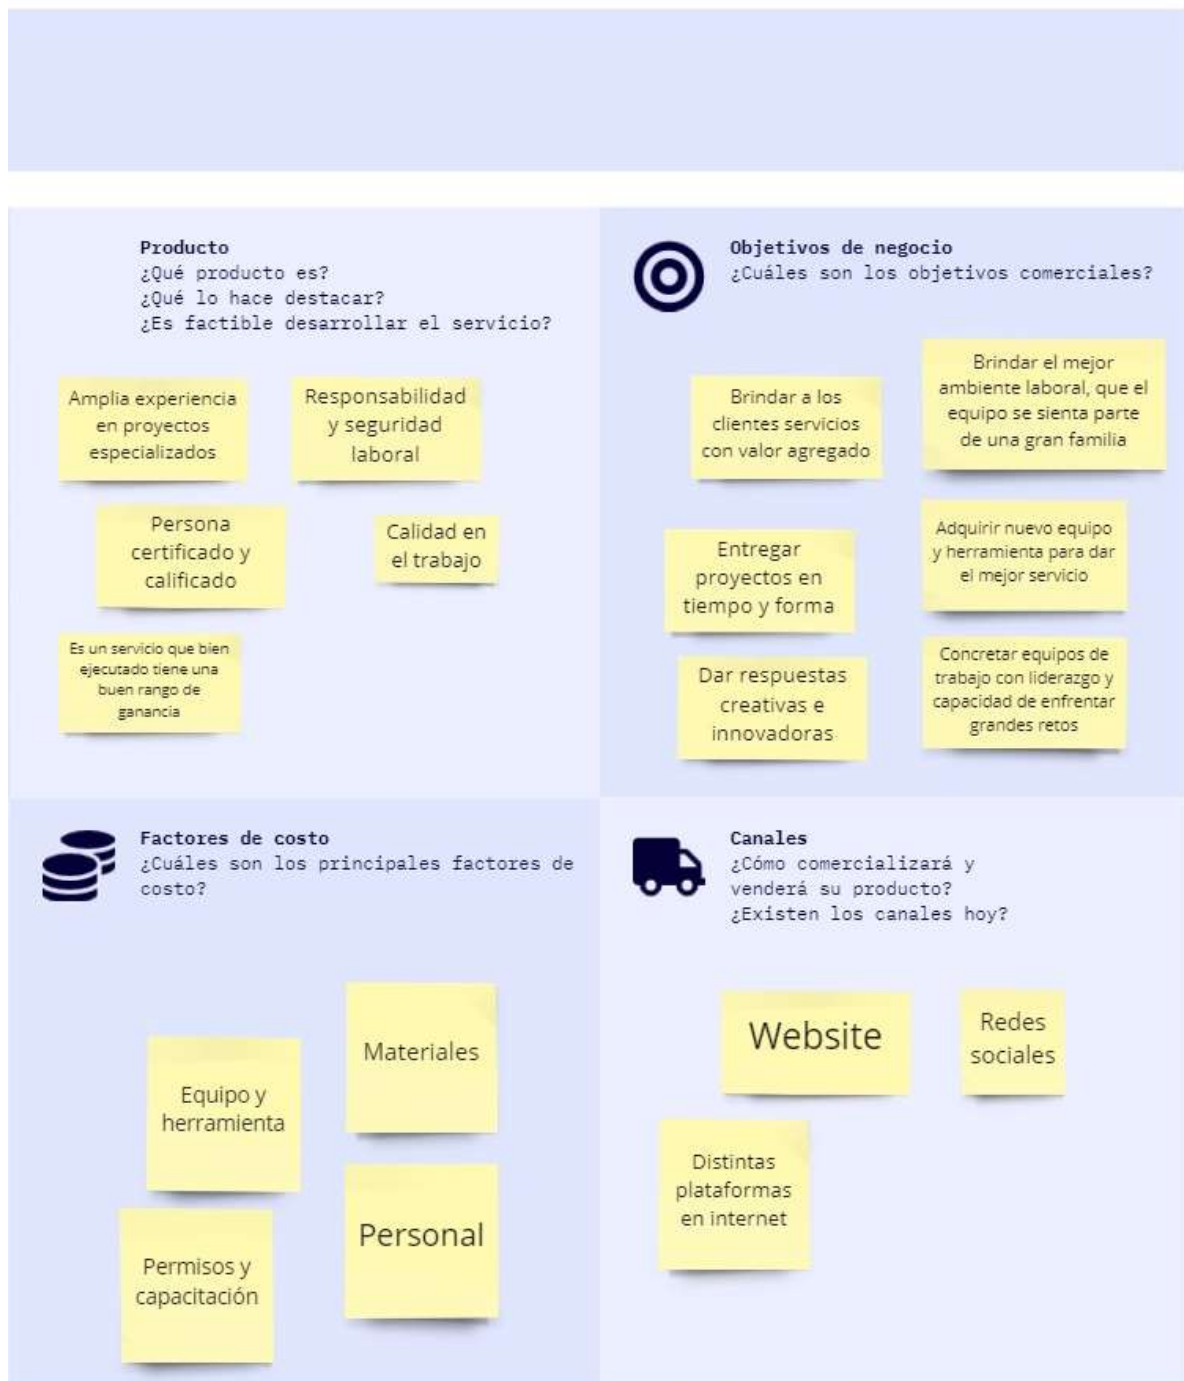 Producto
¿Qué producto es?
¿Qué lo hace destacar?
¿Es factible desarrollar el servicio?
Amplia experiencia
en proyectos
especializados
Responsabilidad
y seguridad
laboral
Persona
certificado y
calificado
Calidad en
el trabajo
Es un servicio que bien
ejecutado tiene una
buen rango de
ganancia
Objetivos de negocio
¿Cuáles son los objetivos comerciales?
Brindar a los
clientes servicios
con valor agregado
Brindar el mejor
ambiente laboral, que el
equipo se sienta parte
de una gran familia
Entregar
proyectos en
tiempo y forma
Adquirir nuevo equipo
y herramienta para dar
el mejor servicio
Dar respuestas
creativas e
innovadoras
Concretar equipos de
trabajo con liderazgo y
capacidad de enfrentar
grandes retos
Factores de costo
¿Cuáles son los principales factores de
costo?
Materiales
Equipo y
herramienta
Personal
Permisos y
capacitación
Canales
¿Cómo comercializará y
venderá su producto?
¿Existen los canales hoy?
Website
Redes
sociales
Distintas
plataformas
en internet